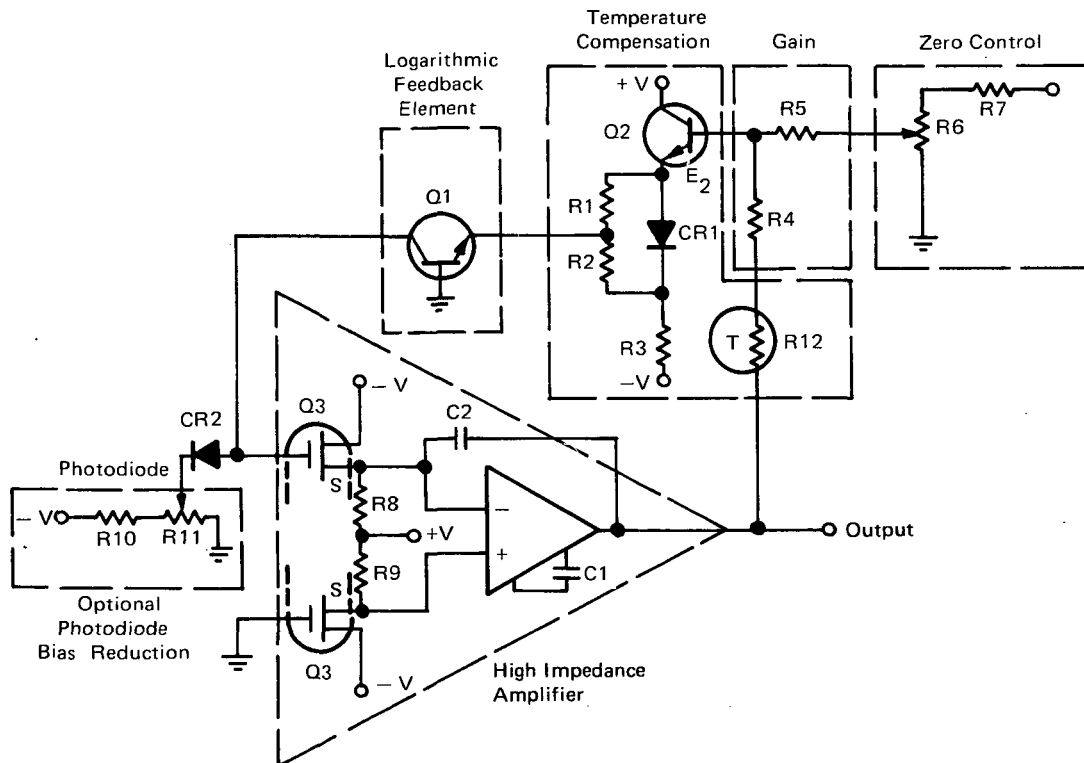 Temperature
Compensation
Gain
Zero Control
Logarithmic
Feedback
Element
+ V
R7
R5
R6
Q2
E2
Q1
R1
CR1
R4
R2
R3
T
R12
− V
− V
Q3
C2
CR2
Photodiode
S
R8
− V
R10
R11
+V
−
+
Output
R9
C1
S
Optional
Photodiode
Bias Reduction
Q3
− V
High Impedance
Amplifier